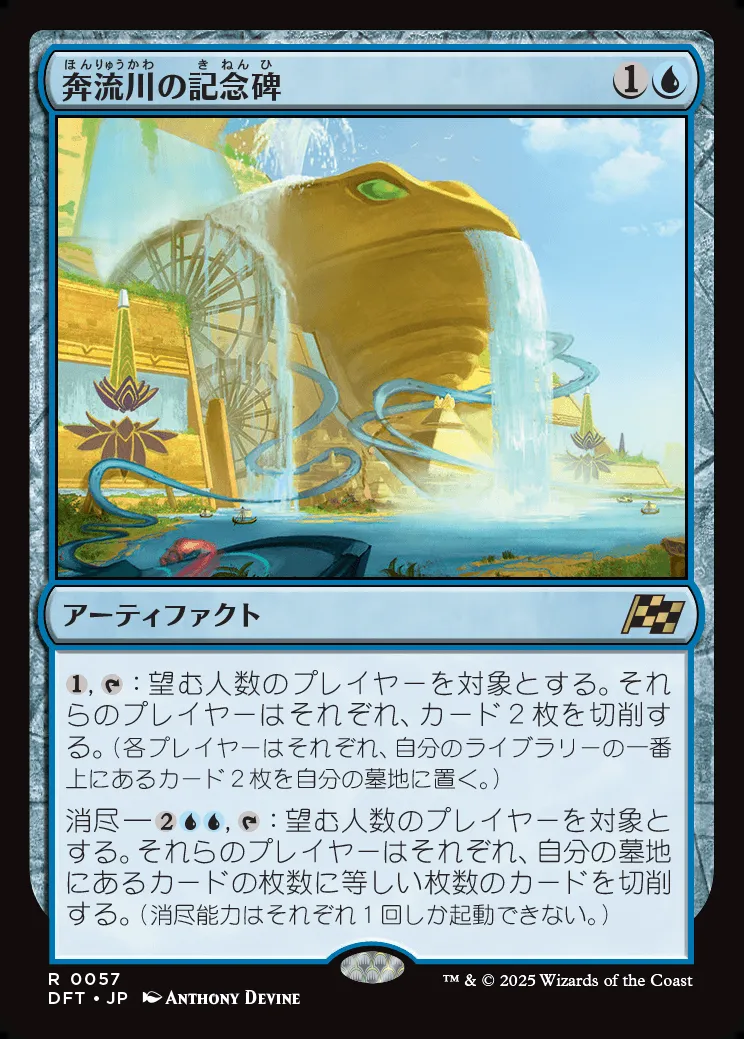 ほんりゅうかわ きねんひ
奔流川の記念碑 1
アーティファクト
1, :望む人数のプレイヤーを対象とする。それ
らのプレイヤーはそれぞれ、カード2枚を切削す
る。(各プレイヤーはそれぞれ、自分のライブラリーの一番
上にあるカード2枚を自分の墓地に置く。)
消尽ー2, :望む人数のプレイヤーを対象と
する。それらのプレイヤーはそれぞれ、自分の墓地
にあるカードの枚数に等しい枚数のカードを切削
する。(消尽能力はそれぞれ1回しか起動できない。)
R 0057
DFT • JP ANTHONY DEVINE
™ & © 2025 Wizards of the Coast